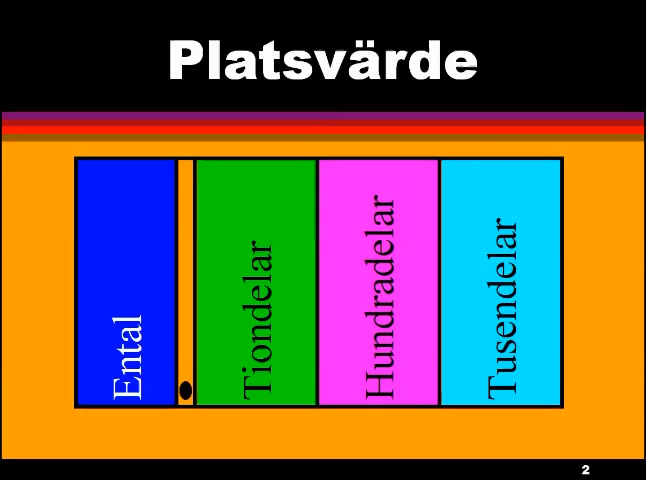 Platsvärde
Ental
.
Tiondelar
Hundradelar
Tusendelar
2